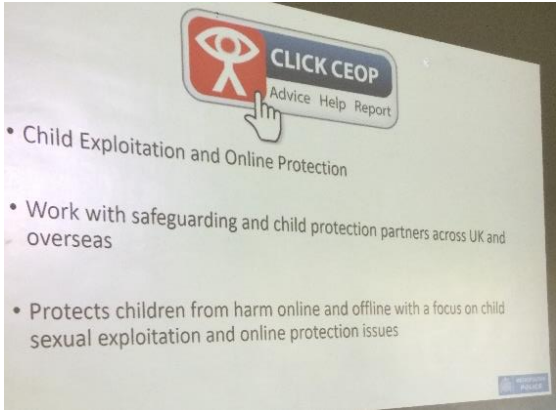 CLICK CEOP
Advice Help Report
• Child Exploitation and Online Protection
• Work with safeguarding and child protection partners across UK and
overseas
• Protects children from harm online and offline with a focus on child
sexual exploitation and online protection issues
POLICE